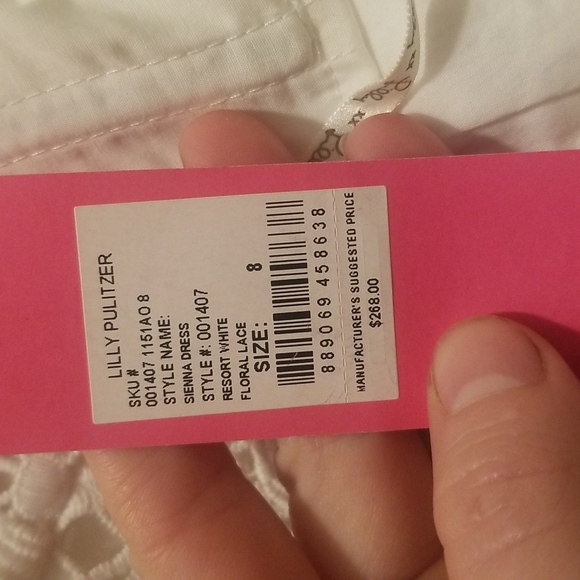 LILLY PULITZER
SKU #
001407 1151A0 8
STYLE NAME:
SIENNA DRESS
STYLE #: 001407
RESORT WHITE
FLORAL LACE
SIZE: 8
889069 458638
MANUFACTURER'S SUGGESTED PRICE
$268.00